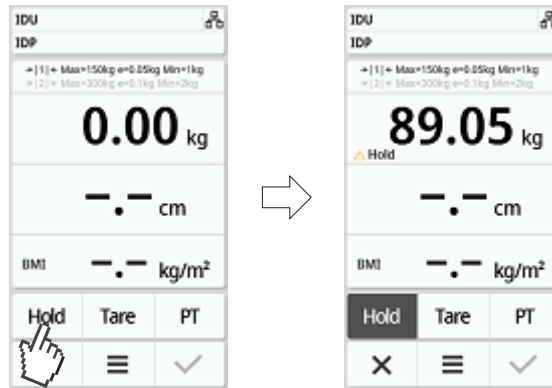 IDU
IDP
→|1|← Max=150kg e=0.05kg Min=1kg
→|2|← Max=300kg e=0.1kg Min=2kg
0.00 kg
–.– cm
BMI –.– kg/m²
Hold Tare PT
IDU
IDP
→|1|← Max=150kg e=0.05kg Min=1kg
→|2|← Max=300kg e=0.1kg Min=2kg
89.05 kg
Hold
–.– cm
BMI –.– kg/m²
Hold Tare PT